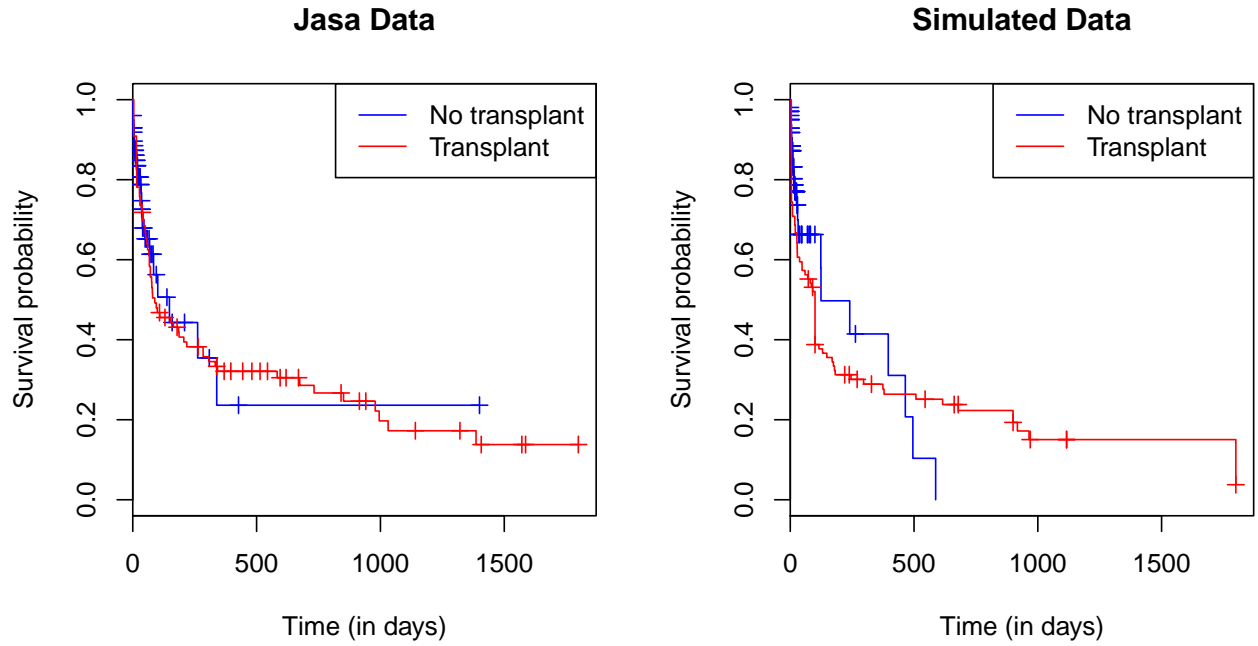 Jasa Data
No transplant
Transplant
Survival probability
0.0 0.2 0.4 0.6 0.8 1.0
0 500 1000 1500
Time (in days)
Simulated Data
No transplant
Transplant
Survival probability
0.0 0.2 0.4 0.6 0.8 1.0
0 500 1000 1500
Time (in days)